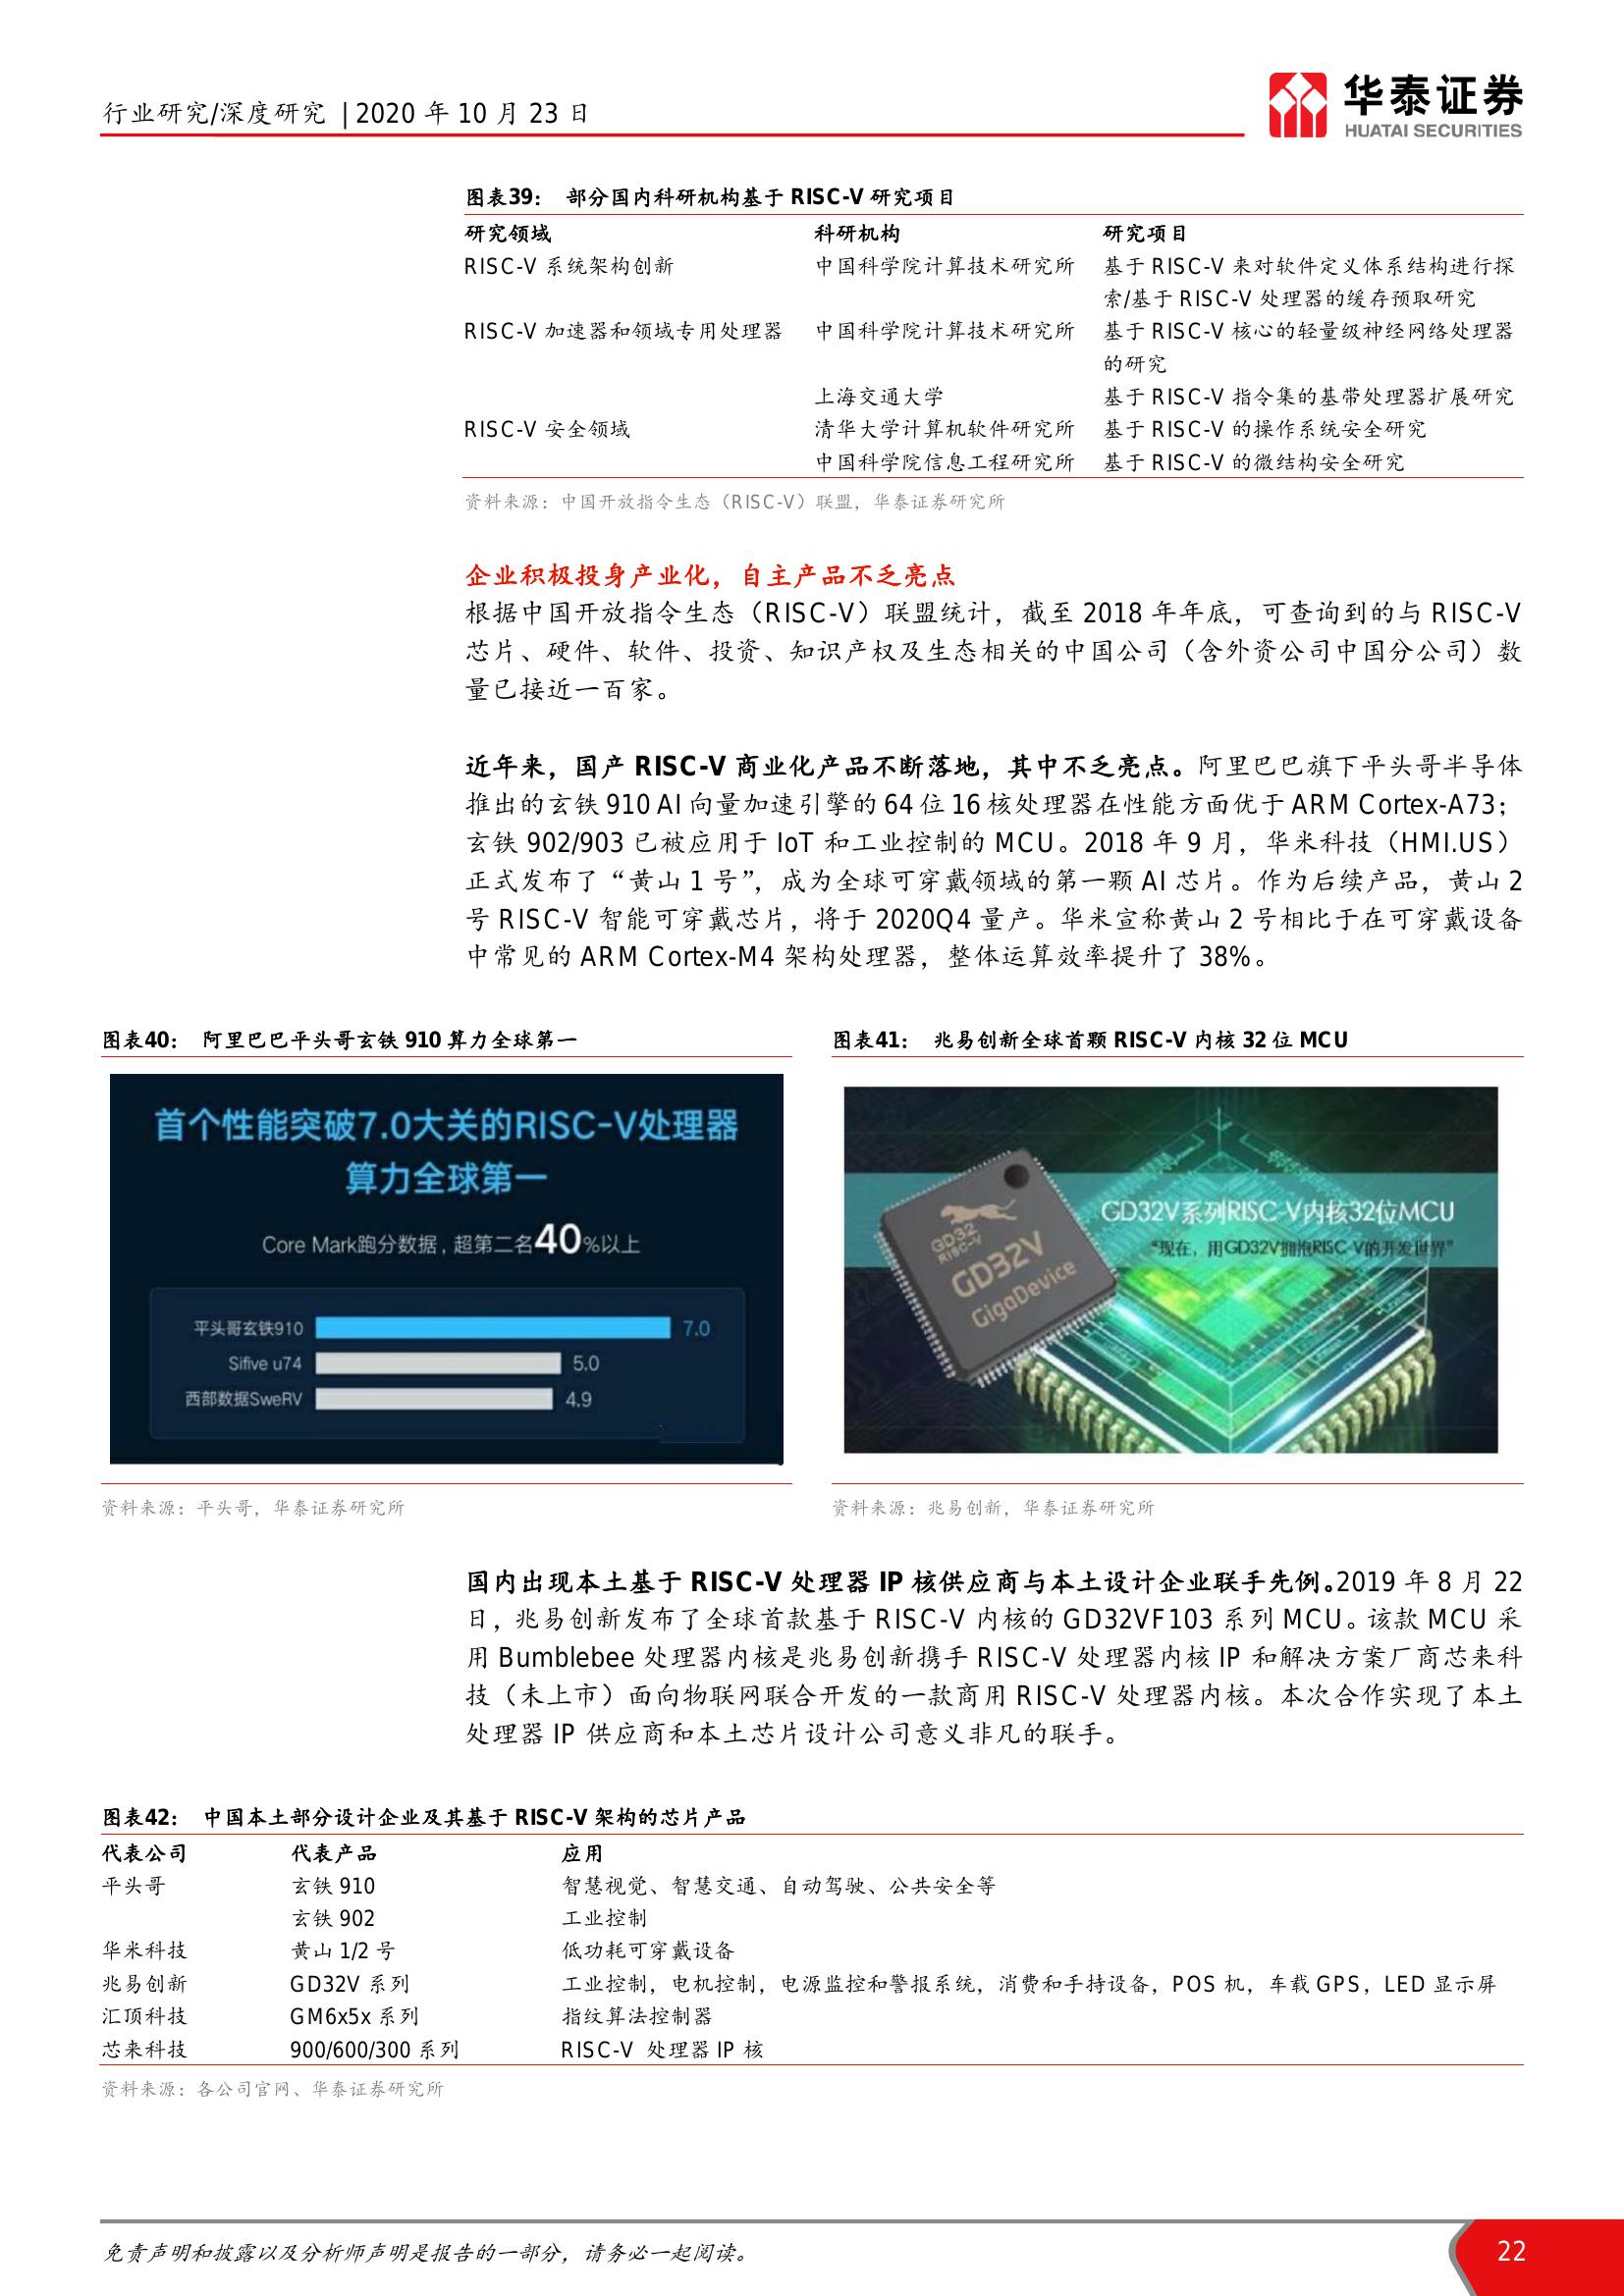 行业研究/深度研究 | 2020 年 10 月 23 日
华泰证券
HUATAI SECURITIES
图表39： 部分国内科研机构基于 RISC-V 研究项目
研究领域 科研机构 研究项目
RISC-V 系统架构创新 中国科学院计算技术研究所 基于 RISC-V 来对软件定义体系结构进行探
索/基于 RISC-V 处理器的缓存预取研究
RISC-V 加速器和领域专用处理器 中国科学院计算技术研究所 基于 RISC-V 核心的轻量级神经网络处理器
的研究
上海交通大学 基于 RISC-V 指令集的基带处理器扩展研究
RISC-V 安全领域 清华大学计算机软件研究所 基于 RISC-V 的操作系统安全研究
中国科学院信息工程研究所 基于 RISC-V 的微结构安全研究
资料来源：中国开放指令生态（RISC-V）联盟，华泰证券研究所
企业积极投身产业化，自主产品不乏亮点
根据中国开放指令生态（RISC-V）联盟统计，截至 2018 年年底，可查询到的与 RISC-V
芯片、硬件、软件、投资、知识产权及生态相关的中国公司（含外资公司中国分公司）数
量已接近一百家。
近年来，国产 RISC-V 商业化产品不断落地，其中不乏亮点。阿里巴巴旗下平头哥半导体
推出的玄铁 910 AI 向量加速引擎的 64 位 16 核处理器在性能方面优于 ARM Cortex-A73；
玄铁 902/903 已被应用于 IoT 和工业控制的 MCU。2018 年 9 月，华米科技（HMI.US）
正式发布了“黄山 1 号”，成为全球可穿戴领域的第一颗 AI 芯片。作为后续产品，黄山 2
号 RISC-V 智能可穿戴芯片，将于 2020Q4 量产。华米宣称黄山 2 号相比于在可穿戴设备
中常见的 ARM Cortex-M4 架构处理器，整体运算效率提升了 38%。
图表40： 阿里巴巴平头哥玄铁 910 算力全球第一
首个性能突破7.0大关的RISC-V处理器
算力全球第一
Core Mark跑分数据，超第二名40%以上
平头哥玄铁910 7.0
Sifive u74 5.0
西部数据SweRV 4.9
资料来源：平头哥，华泰证券研究所
图表41： 兆易创新全球首颗 RISC-V 内核 32 位 MCU
GD32V系列RISC-V内核32位MCU
“现在，用GD32V拥抱RISC-V的开发世界”
GD32
RISC-V
GD32V
GigaDevice
资料来源：兆易创新，华泰证券研究所
国内出现本土基于 RISC-V 处理器 IP 核供应商与本土设计企业联手先例。2019 年 8 月 22
日，兆易创新发布了全球首款基于 RISC-V 内核的 GD32VF103 系列 MCU。该款 MCU 采
用 Bumblebee 处理器内核是兆易创新携手 RISC-V 处理器内核 IP 和解决方案厂商芯来科
技（未上市）面向物联网联合开发的一款商用 RISC-V 处理器内核。本次合作实现了本土
处理器 IP 供应商和本土芯片设计公司意义非凡的联手。
图表42： 中国本土部分设计企业及其基于 RISC-V 架构的芯片产品
代表公司 代表产品 应用
平头哥 玄铁 910 智慧视觉、智慧交通、自动驾驶、公共安全等
玄铁 902 工业控制
华米科技 黄山 1/2 号 低功耗可穿戴设备
兆易创新 GD32V 系列 工业控制，电机控制，电源监控和警报系统，消费和手持设备，POS 机，车载 GPS，LED 显示屏
汇顶科技 GM6x5x 系列 指纹算法控制器
芯来科技 900/600/300 系列 RISC-V 处理器 IP 核
资料来源：各公司官网、华泰证券研究所
免责声明和披露以及分析师声明是报告的一部分，请务必一起阅读。 22